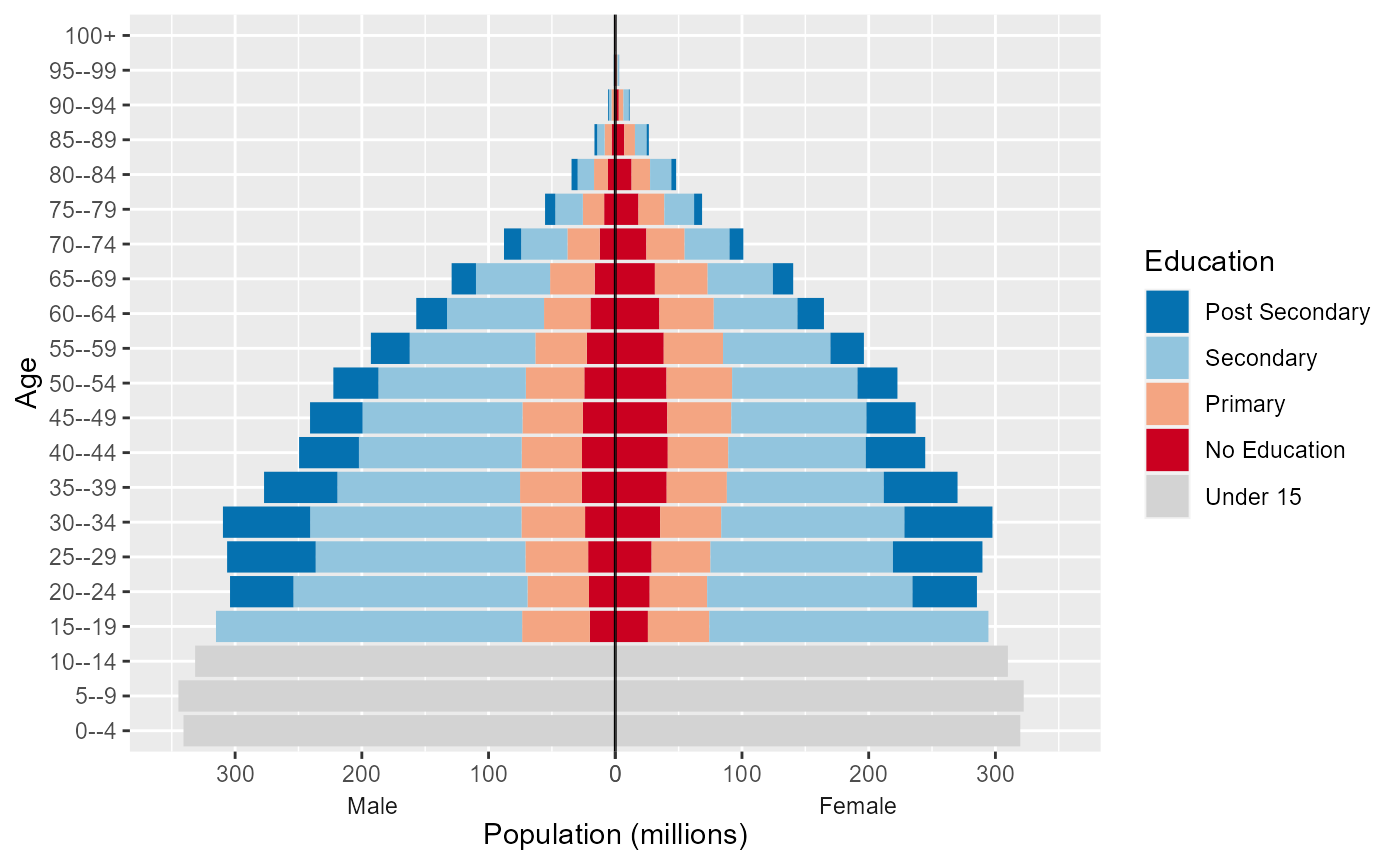 100+
95--99
90--94
85--89
80--84
75--79
70--74
65--69
60--64
55--59
50--54
45--49
40--44
35--39
30--34
25--29
20--24
15--19
10--14
5--9
0--4
Age
300 200 100 0 100 200 300
Male Female
Population (millions)
Education
Post Secondary
Secondary
Primary
No Education
Under 15